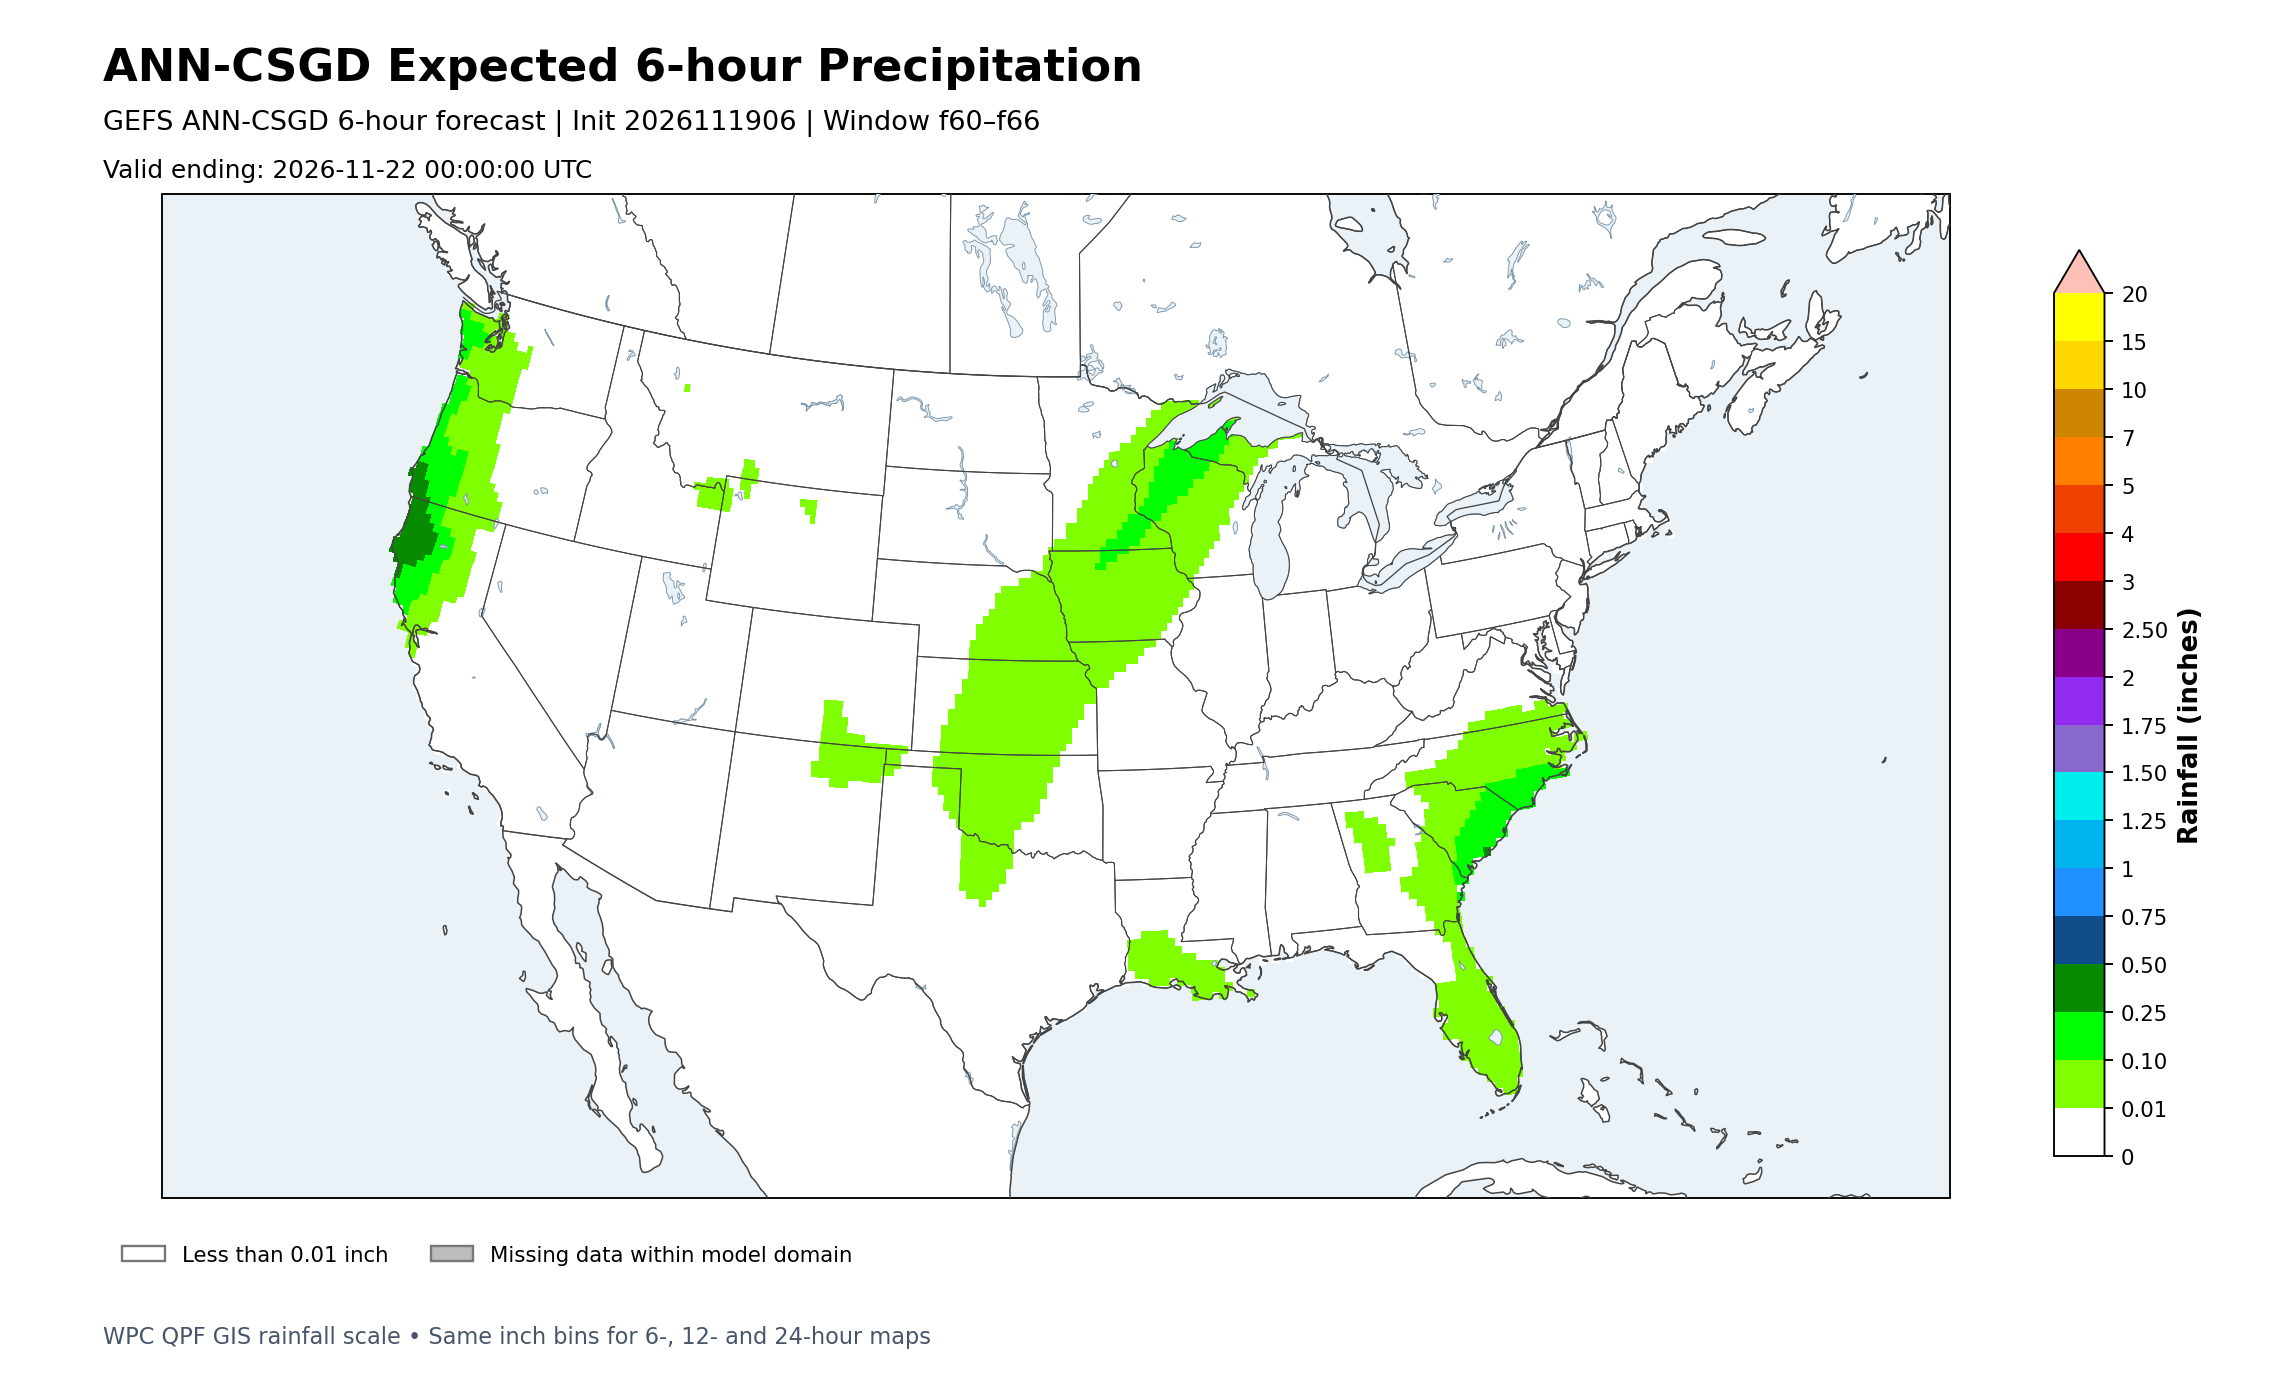 ANN-CSGD Expected 6-hour Precipitation
GEFS ANN-CSGD 6-hour forecast | Init 2026111906 | Window f60–f66
Valid ending: 2026-11-22 00:00:00 UTC
20
15
10
7
5
4
3
2.50
2
1.75
1.50
1.25
1
0.75
0.50
0.25
0.10
0.01
0
Rainfall (inches)
Less than 0.01 inch
Missing data within model domain
WPC QPF GIS rainfall scale • Same inch bins for 6-, 12- and 24-hour maps